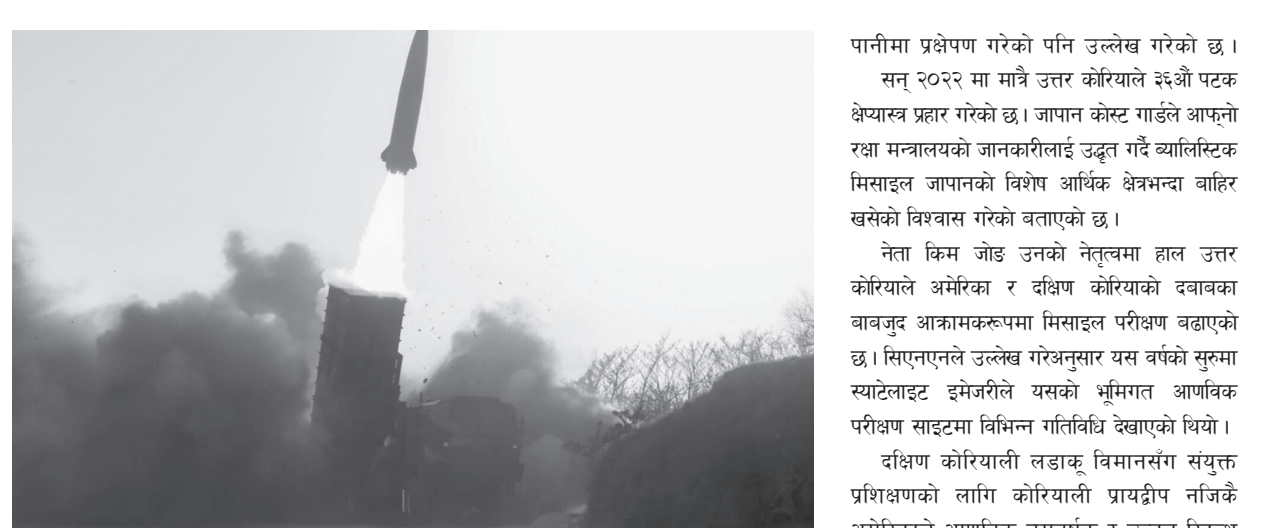 पानीमा प्रक्षेपण गरेको पनि उल्लेख गरेको छ ।
सन् २०२२ मा मात्रै उत्तर कोरियाले ३६औं पटक
क्षेप्यास्त्र प्रहार गरेको छ । जापान कोस्ट गार्डले आफ्‌नो
रक्षा मन्त्रालयको जानकारीलाई उद्धृत गर्दै ब्यालिस्टिक
मिसाइल जापानको विशेष आर्थिक क्षेत्रभन्दा बाहिर
खसेको विश्वास गरेको बताएको छ ।
नेता किम जोङ उनको नेतृत्वमा हाल उत्तर
कोरियाले अमेरिका र दक्षिण कोरियाको दबाबका
बाबजुद आक्रामकरूपमा मिसाइल परीक्षण बढाएको
छ । सिएनएनले उल्लेख गरेअनुसार यस वर्षको सुरुमा
स्याटेलाइट इमेजरीले यसको भूमिगत आणविक
परीक्षण साइटमा विभिन्न गतिविधि देखाएको थियो ।
दक्षिण कोरियाली लडाकू विमानसँग संयुक्त
प्रशिक्षणको लागि कोरियाली प्रायद्वीप नजिकै